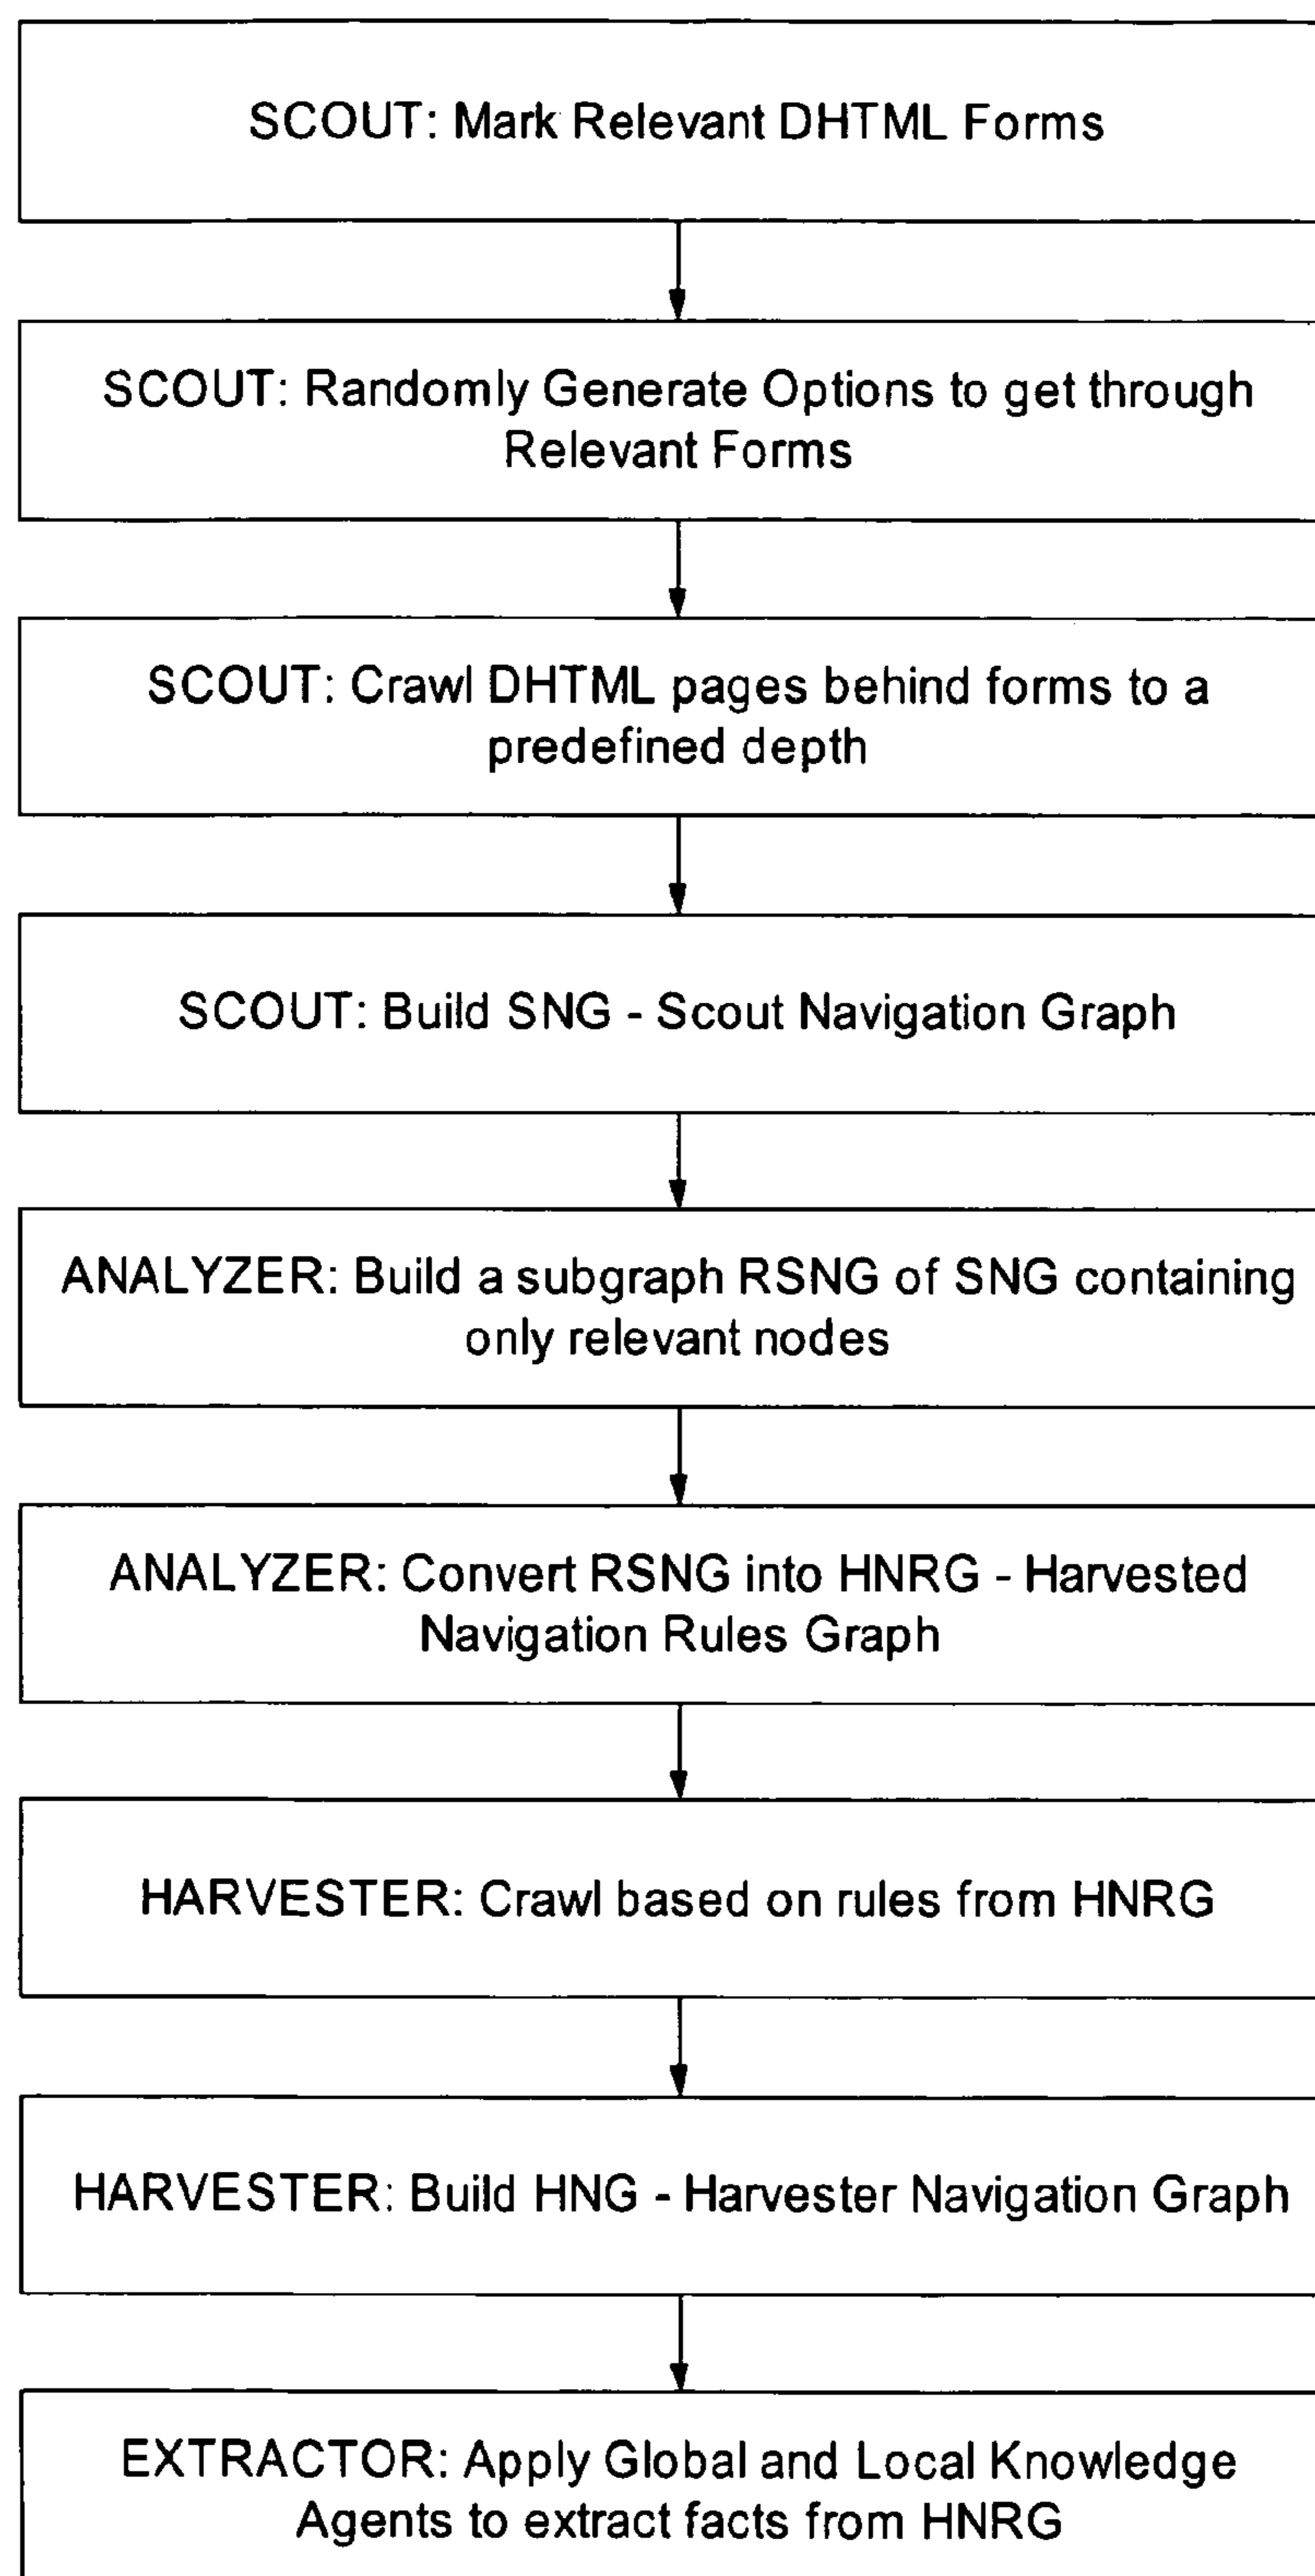 SCOUT: Mark Relevant DHTML Forms
SCOUT: Randomly Generate Options to get through
Relevant Forms
SCOUT: Crawl DHTML pages behind forms to a
predefined depth
SCOUT: Build SNG - Scout Navigation Graph
ANALYZER: Build a subgraph RSNG of SNG containing
only relevant nodes
ANALYZER: Convert RSNG into HNRG - Harvested
Navigation Rules Graph
HARVESTER: Crawl based on rules from HNRG
HARVESTER: Build HNG - Harvester Navigation Graph
EXTRACTOR: Apply Global and Local Knowledge
Agents to extract facts from HNRG